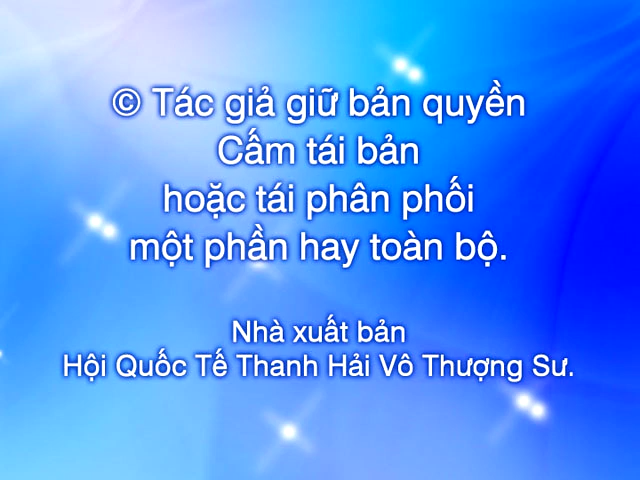 © Tác giả giữ bản quyền
Cấm tái bản
hoặc tái phân phối
một phần hay toàn bộ.
Nhà xuất bản
Hội Quốc Tế Thanh Hải Vô Thượng Sư.